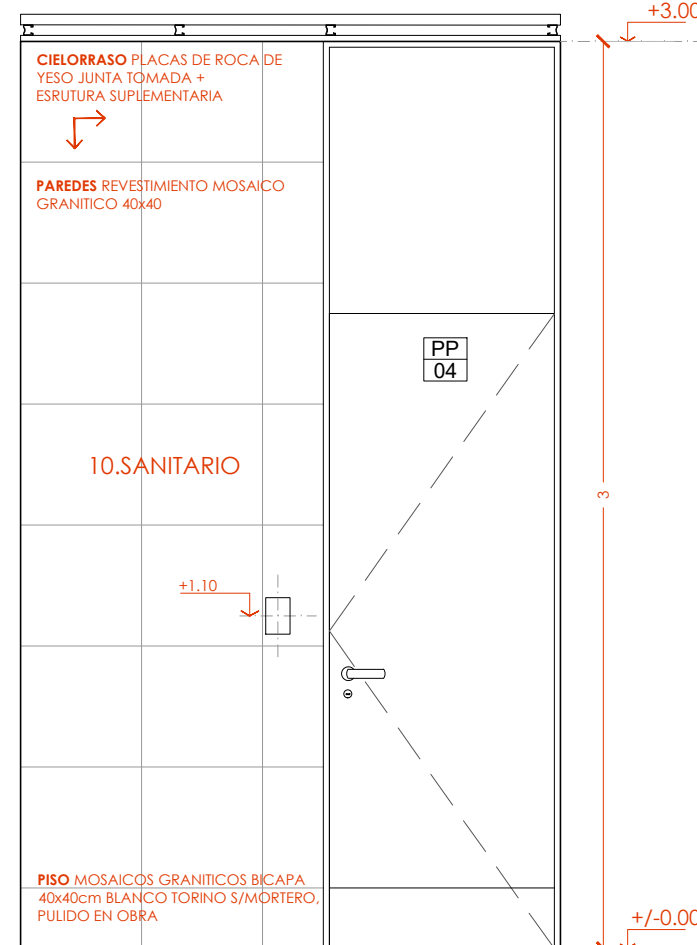 +3.00
CIELORRASO PLACAS DE ROCA DE
YESO JUNTA TOMADA +
ESRUTURA SUPLEMENTARIA
PAREDES REVESTIMIENTO MOSAICO
GRANITICO 40x40
PP
04
10.SANITARIO
3
+1.10
PISO MOSAICOS GRANITICOS BICAPA
40x40cm BLANCO TORINO S/MORTERO,
PULIDO EN OBRA
+/-0.00